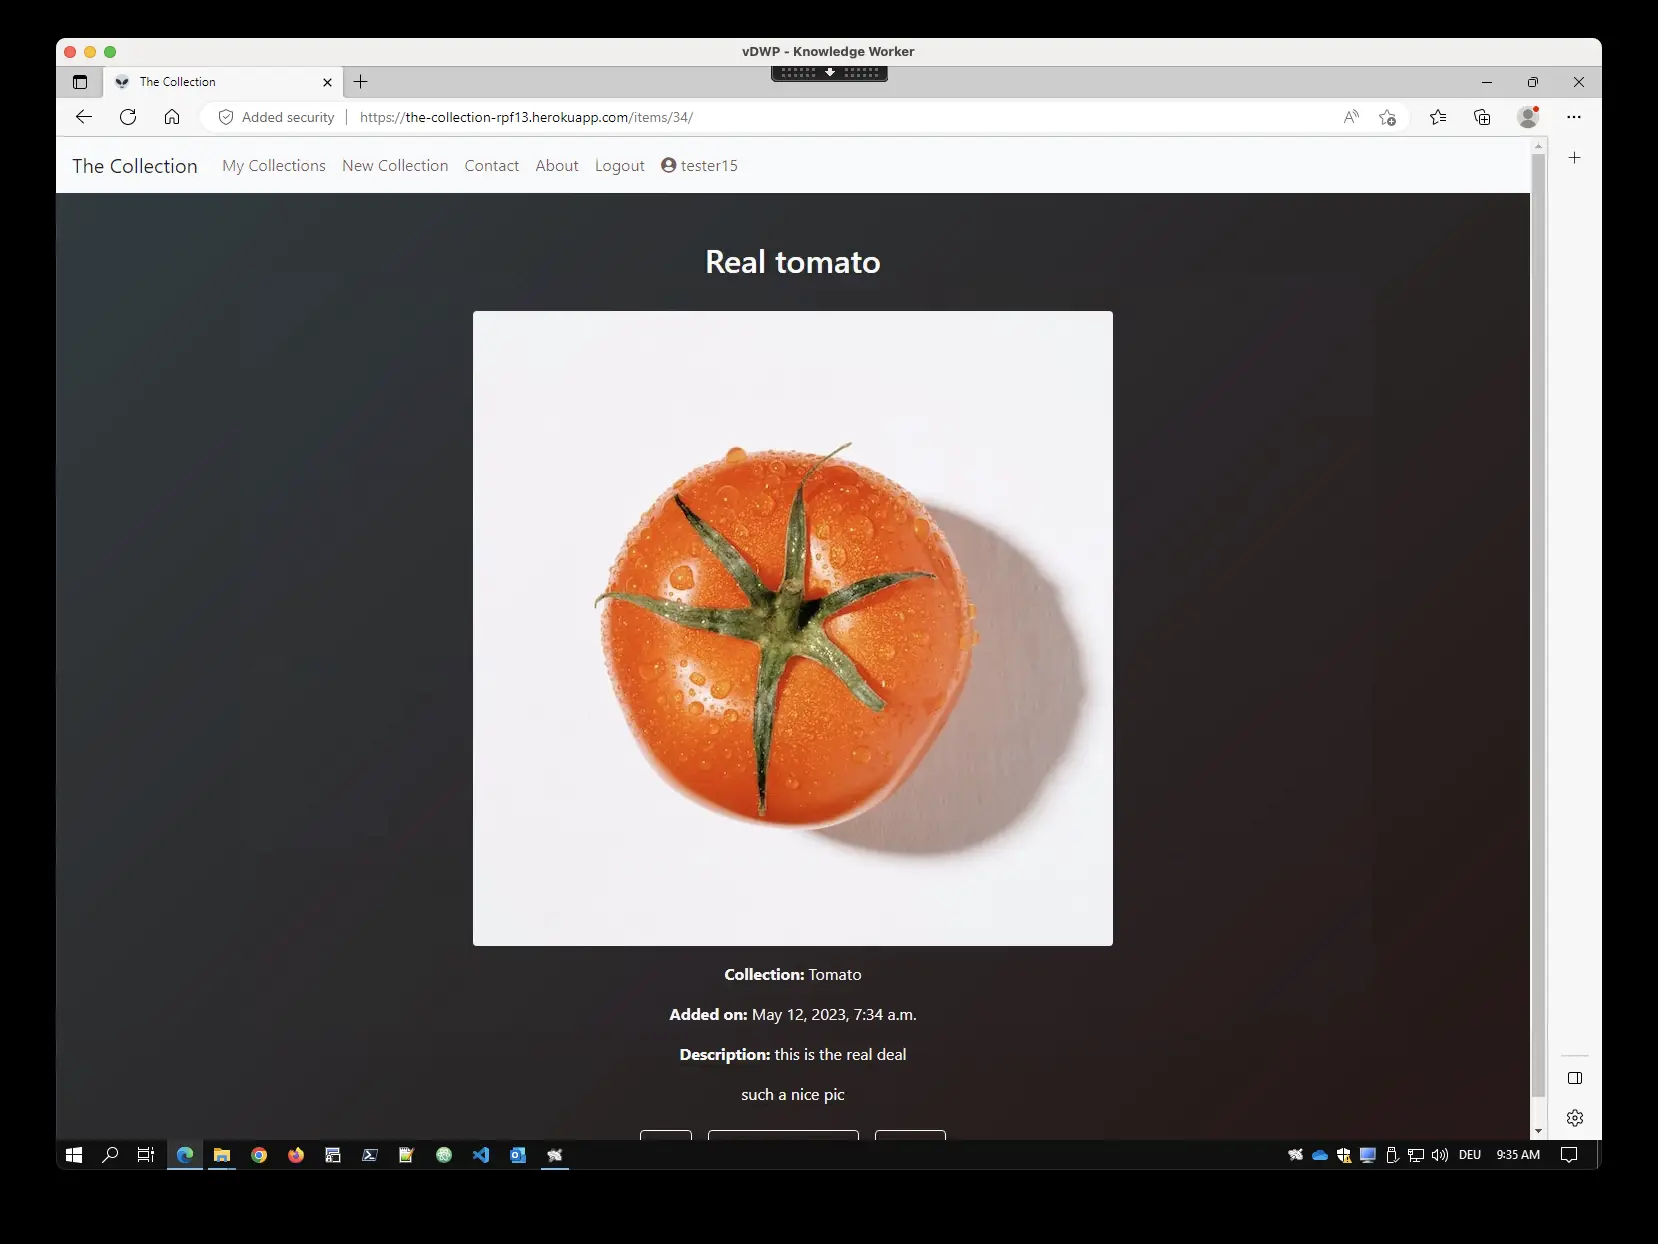 vDWP - Knowledge Worker
The Collection
Added security
https://the-collection-rpf13.herokuapp.com/items/34/
The Collection
My Collections
New Collection
Contact
About
Logout
tester15
Real tomato
Collection: Tomato
Added on: May 12, 2023, 7:34 a.m.
Description: this is the real deal
such a nice pic
DEU
9:35 AM